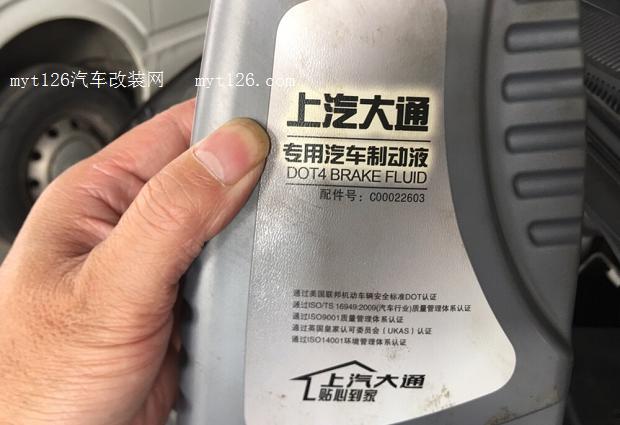 myt126汽车改装网 myt126.com
上汽大通
专用汽车制动液
DOT4 BRAKE FLUID
配件号：C00022603
通过美国联邦机动车辆安全标准DOT认证
通过ISO/TS 16949:2009(汽车行业)质量管理体系认证
通过ISO9001质量管理体系认证
通过英国皇家认可委员会（UKAS）认证
通过ISO14001环境管理体系认证
上汽大通
贴心到家